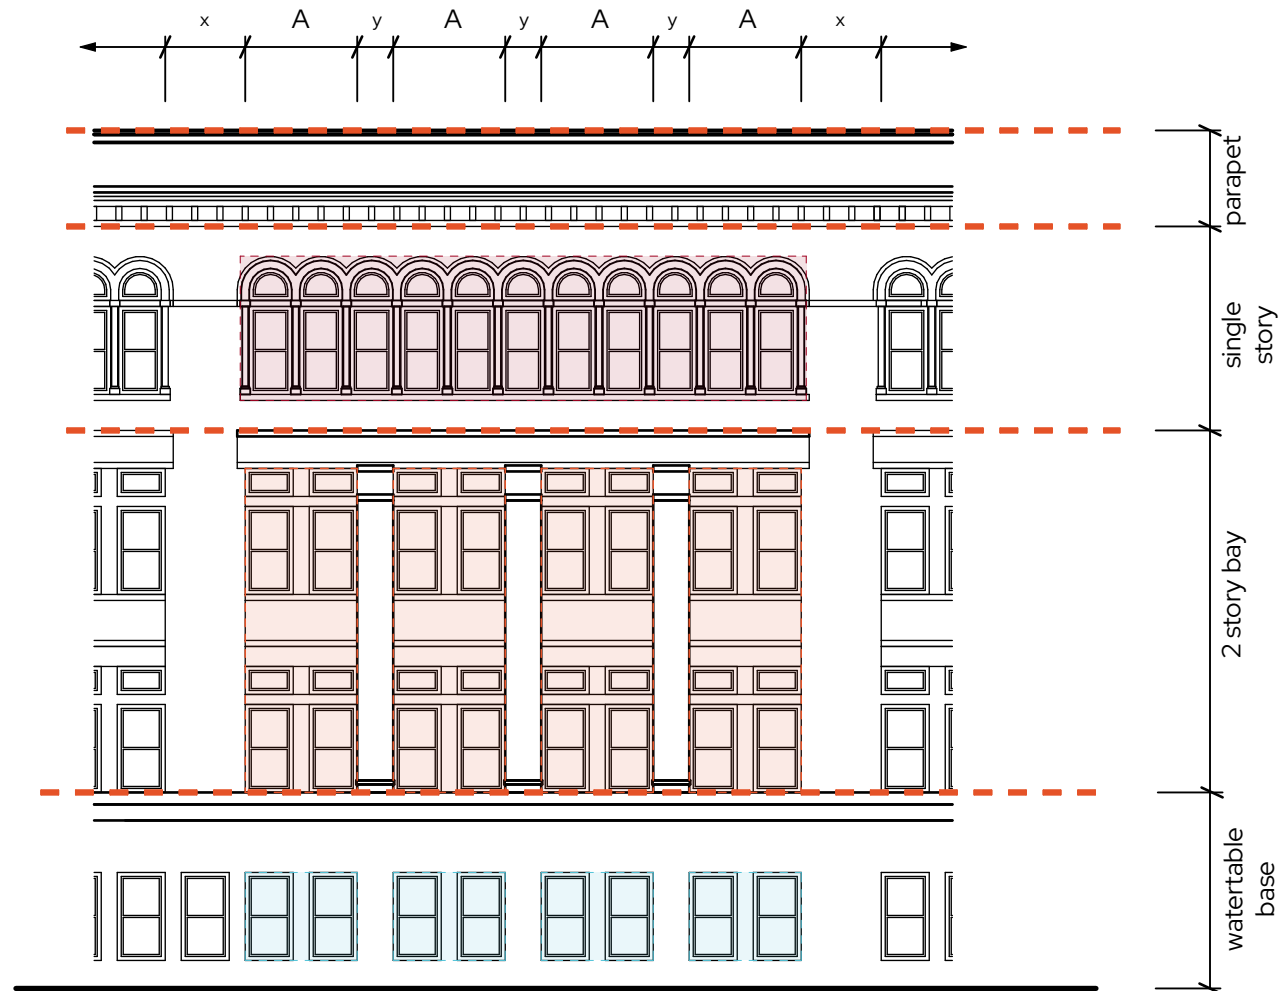 x A y A y A y A x
parapet
single
story
2 story bay
watertable
base